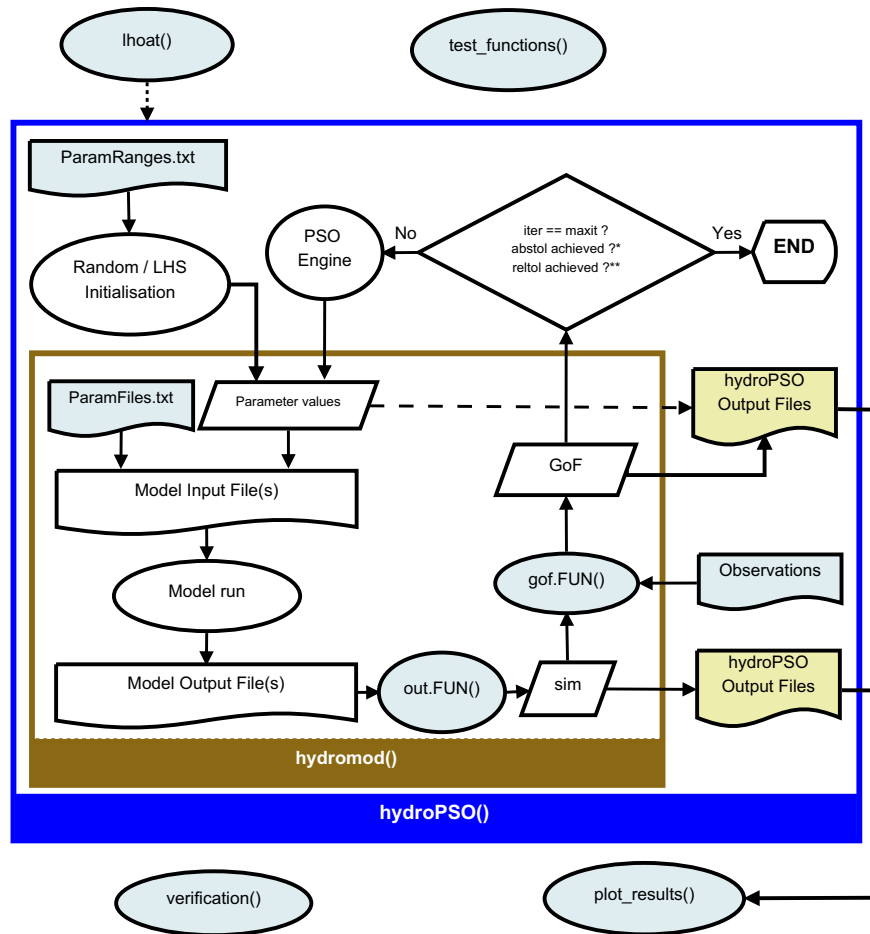 lhoat()
test_functions()
ParamRanges.txt
Random / LHS
Initialisation
PSO
Engine
No
iter == maxit ?
abstol achieved ?*
reltol achieved ?**
Yes
END
ParamFiles.txt
Parameter values
hydroPSO
Output Files
Model Input File(s)
GoF
Model run
gof.FUN()
Observations
Model Output File(s)
out.FUN()
sim
hydroPSO
Output Files
hydromod()
hydroPSO()
verification()
plot_results()